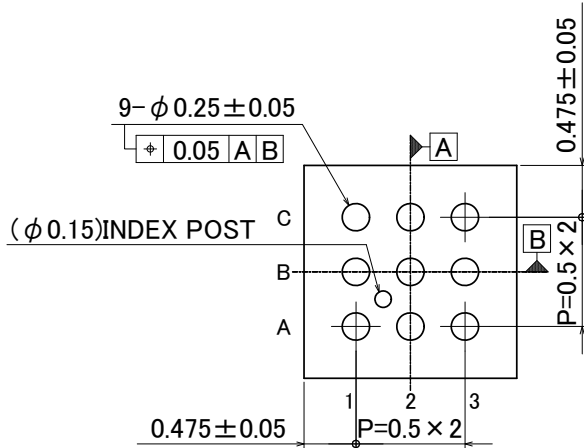 0.475±0.05
9-φ0.25±0.05
⌖ 0.05 A B
A
C
(φ0.15)INDEX POST
B
B
P=0.5×2
A
1 2 3
0.475±0.05 P=0.5×2